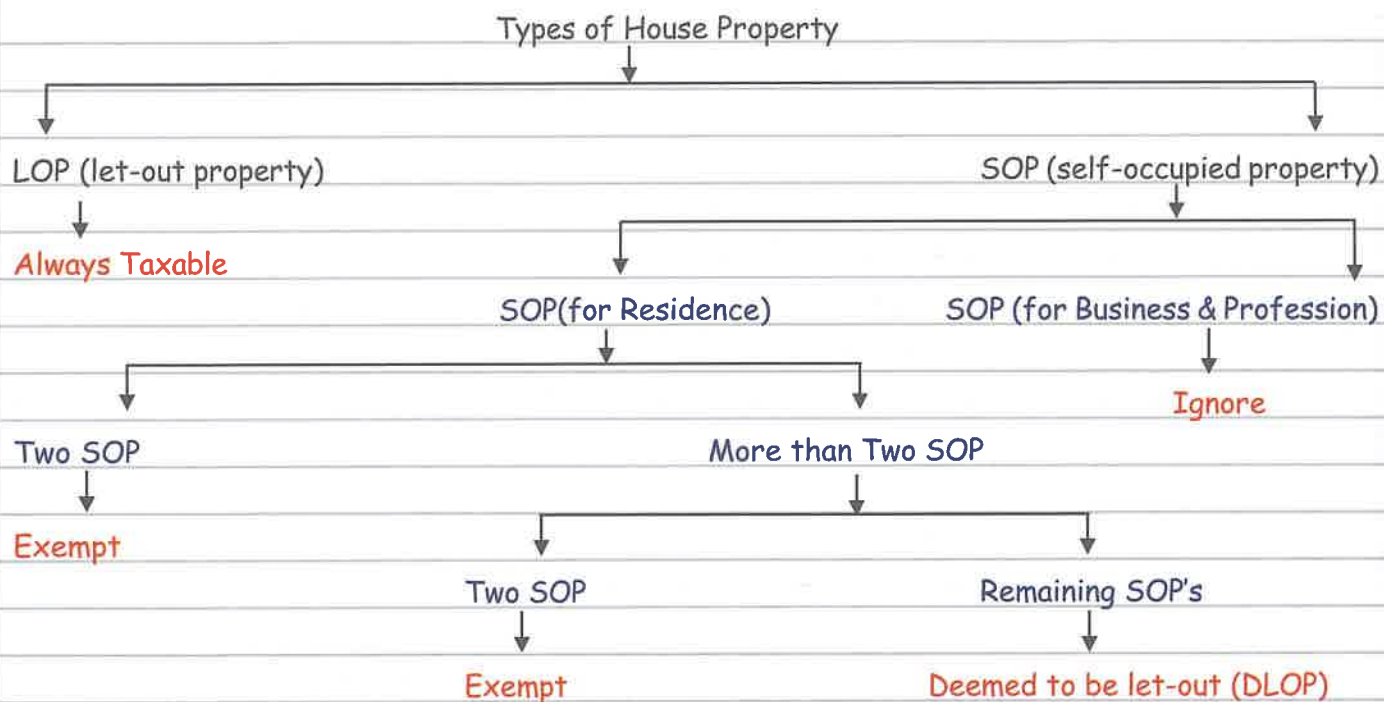 Types of House Property
LOP (let-out property)
SOP (self-occupied property)
Always Taxable
SOP(for Residence)
SOP (for Business & Profession)
Ignore
Two SOP
More than Two SOP
Exempt
Two SOP
Remaining SOP's
Exempt
Deemed to be let-out (DLOP)